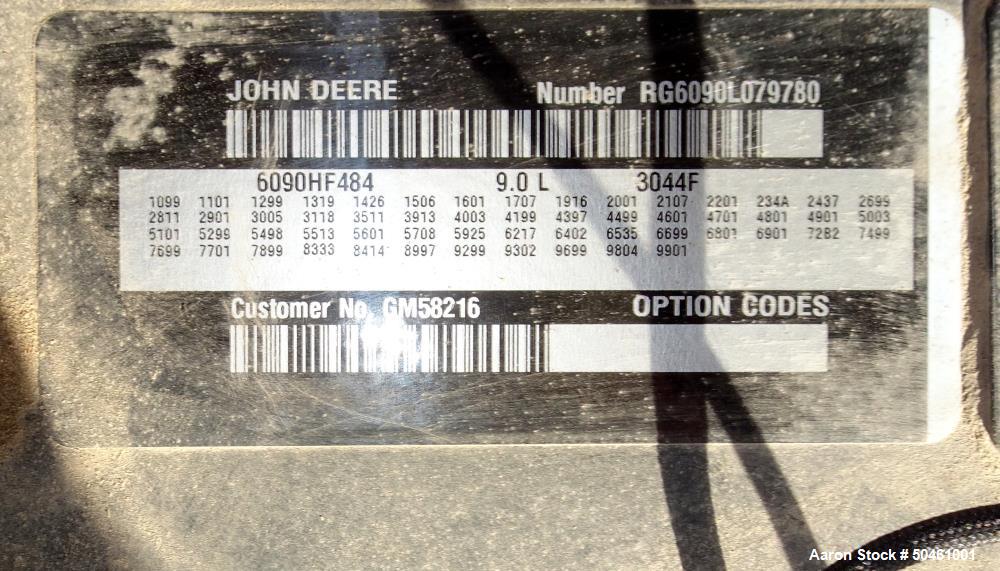 JOHN DEERE Number RG6090L079780
6090HF484 9.0 L 3044F
1099 1101 1299 1319 1426 1506 1601 1707 1916 2001 2107 2201 234A 2437 2699
2811 2901 3005 3118 3511 3913 4003 4199 4397 4499 4601 4701 4801 4901 5003
5101 5299 5498 5513 5601 5708 5925 6217 6402 6535 6699 6801 6901 72B2 7499
7699 7701 7899 8333 8414 8997 9299 9302 9699 9804 9901
Customer No. GM58216 OPTION CODES
Aaron Stock # 50461001